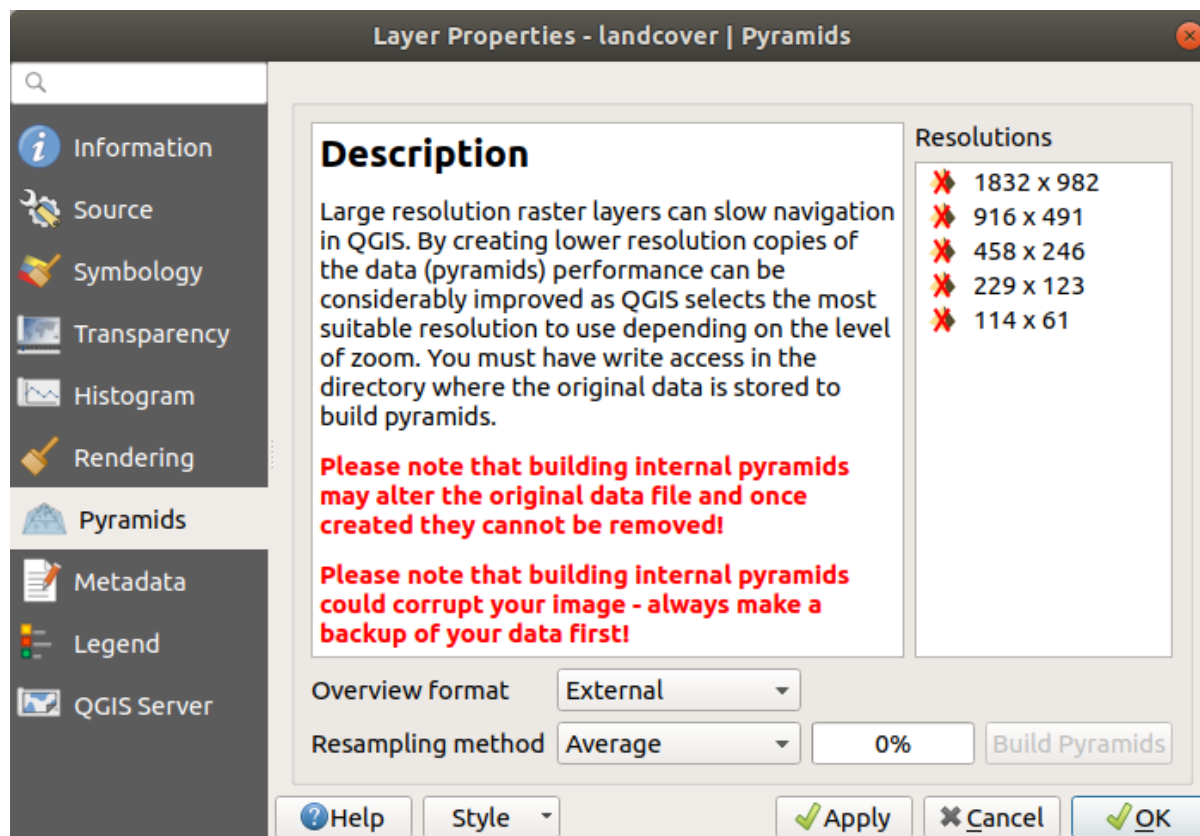 Layer Properties - landcover | Pyramids
Information
Source
Symbology
Transparency
Histogram
Rendering
Pyramids
Metadata
Legend
QGIS Server
Description
Large resolution raster layers can slow navigation
in QGIS. By creating lower resolution copies of
the data (pyramids) performance can be
considerably improved as QGIS selects the most
suitable resolution to use depending on the level
of zoom. You must have write access in the
directory where the original data is stored to
build pyramids.
Please note that building internal pyramids
may alter the original data file and once
created they cannot be removed!
Please note that building internal pyramids
could corrupt your image - always make a
backup of your data first!
Resolutions
1832 x 982
916 x 491
458 x 246
229 x 123
114 x 61
Overview format External
Resampling method Average 0% Build Pyramids
Help Style Apply Cancel OK